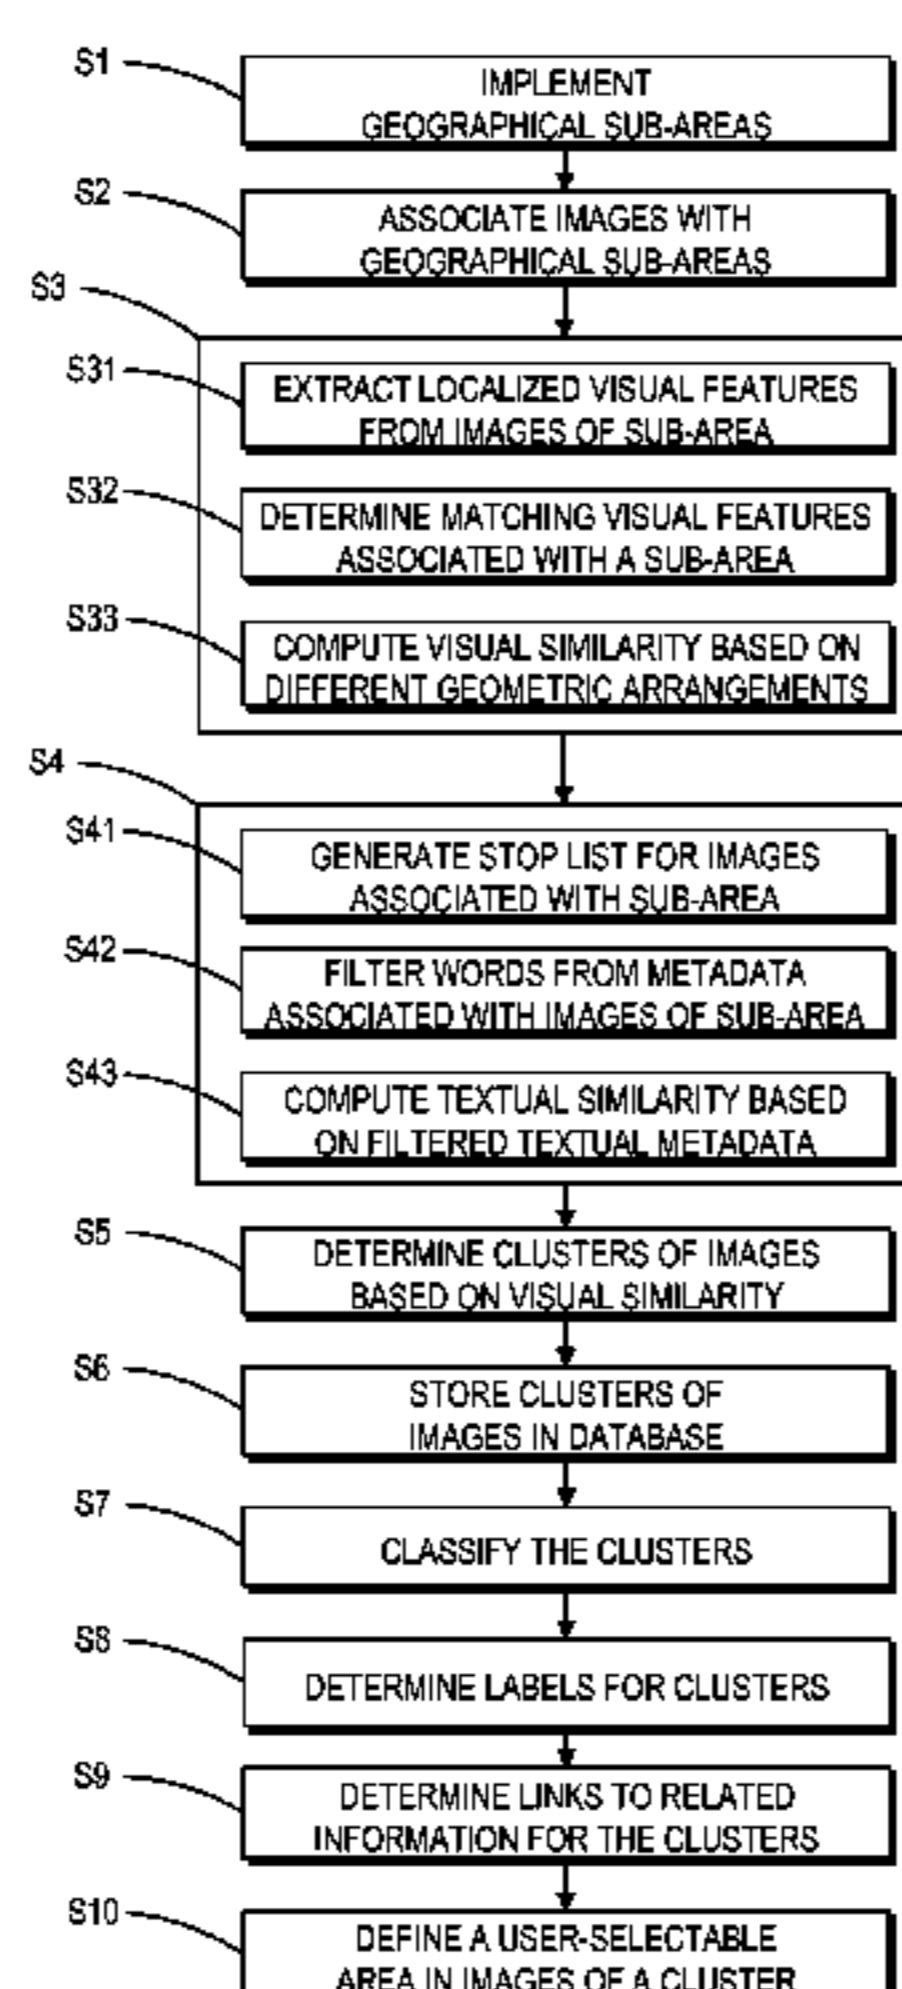 S1
IMPLEMENT
GEOGRAPHICAL SUB-AREAS
S2
ASSOCIATE IMAGES WITH
GEOGRAPHICAL SUB-AREAS
S3
S31
EXTRACT LOCALIZED VISUAL FEATURES
FROM IMAGES OF SUB-AREA
S32
DETERMINE MATCHING VISUAL FEATURES
ASSOCIATED WITH A SUB-AREA
S33
COMPUTE VISUAL SIMILARITY BASED ON
DIFFERENT GEOMETRIC ARRANGEMENTS
S4
S41
GENERATE STOP LIST FOR IMAGES
ASSOCIATED WITH SUB-AREA
S42
FILTER WORDS FROM METADATA
ASSOCIATED WITH IMAGES OF SUB-AREA
S43
COMPUTE TEXTUAL SIMILARITY BASED
ON FILTERED TEXTUAL METADATA
S5
DETERMINE CLUSTERS OF IMAGES
BASED ON VISUAL SIMILARITY
S6
STORE CLUSTERS OF
IMAGES IN DATABASE
S7
CLASSIFY THE CLUSTERS
S8
DETERMINE LABELS FOR CLUSTERS
S9
DETERMINE LINKS TO RELATED
INFORMATION FOR THE CLUSTERS
S10
DEFINE A USER-SELECTABLE
AREA IN IMAGES OF A CLUSTER